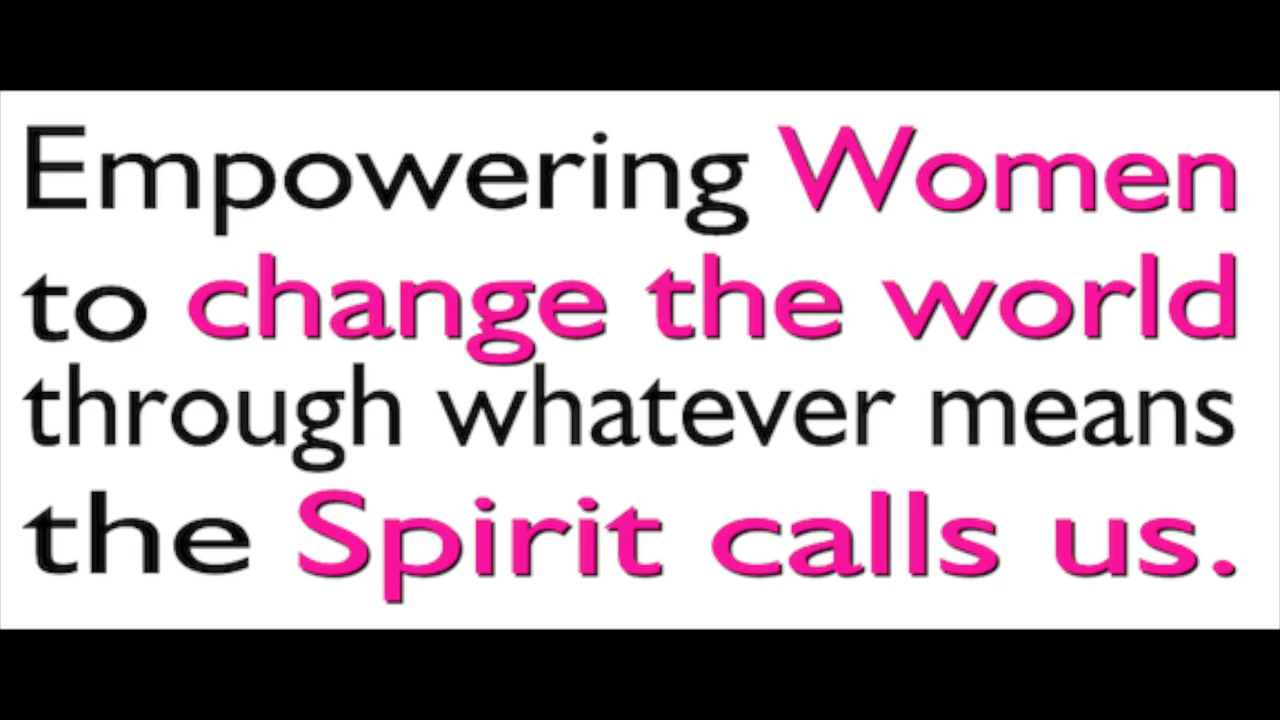 Empowering Women
to change the world
through whatever means
the Spirit calls us.